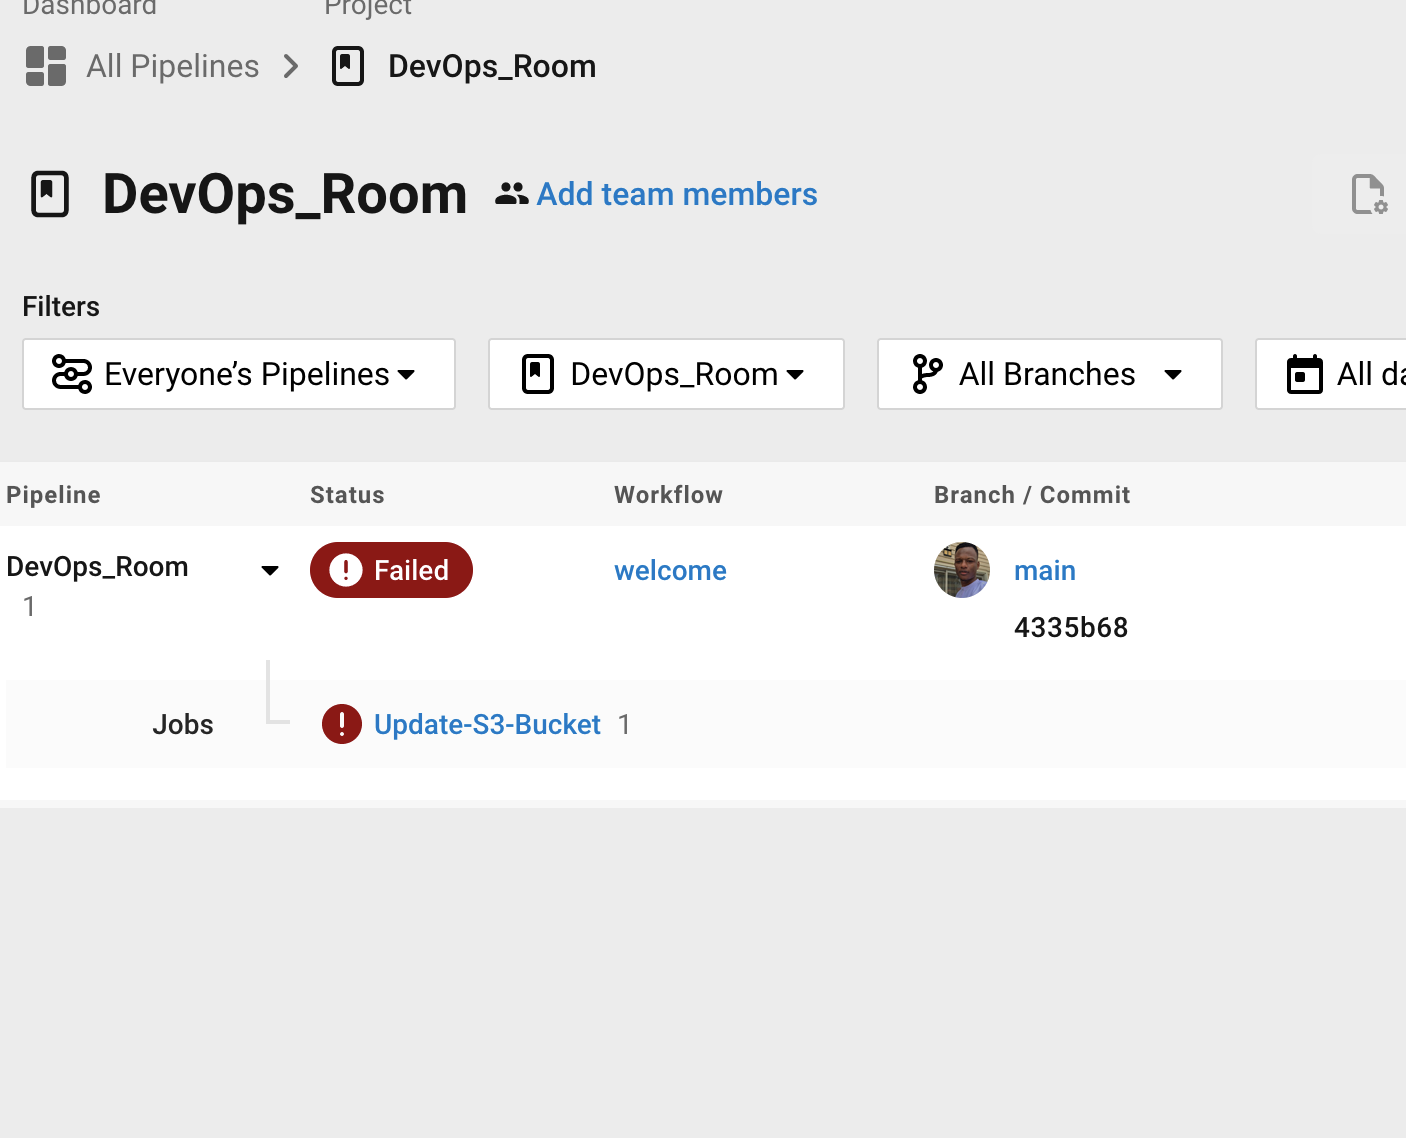 Dashboard Project
All Pipelines DevOps_Room
DevOps_Room Add team members
Filters
Everyone’s Pipelines DevOps_Room All Branches All
Pipeline Status Workflow Branch / Commit
DevOps_Room Failed welcome main
1 4335b68
Jobs Update-S3-Bucket 1